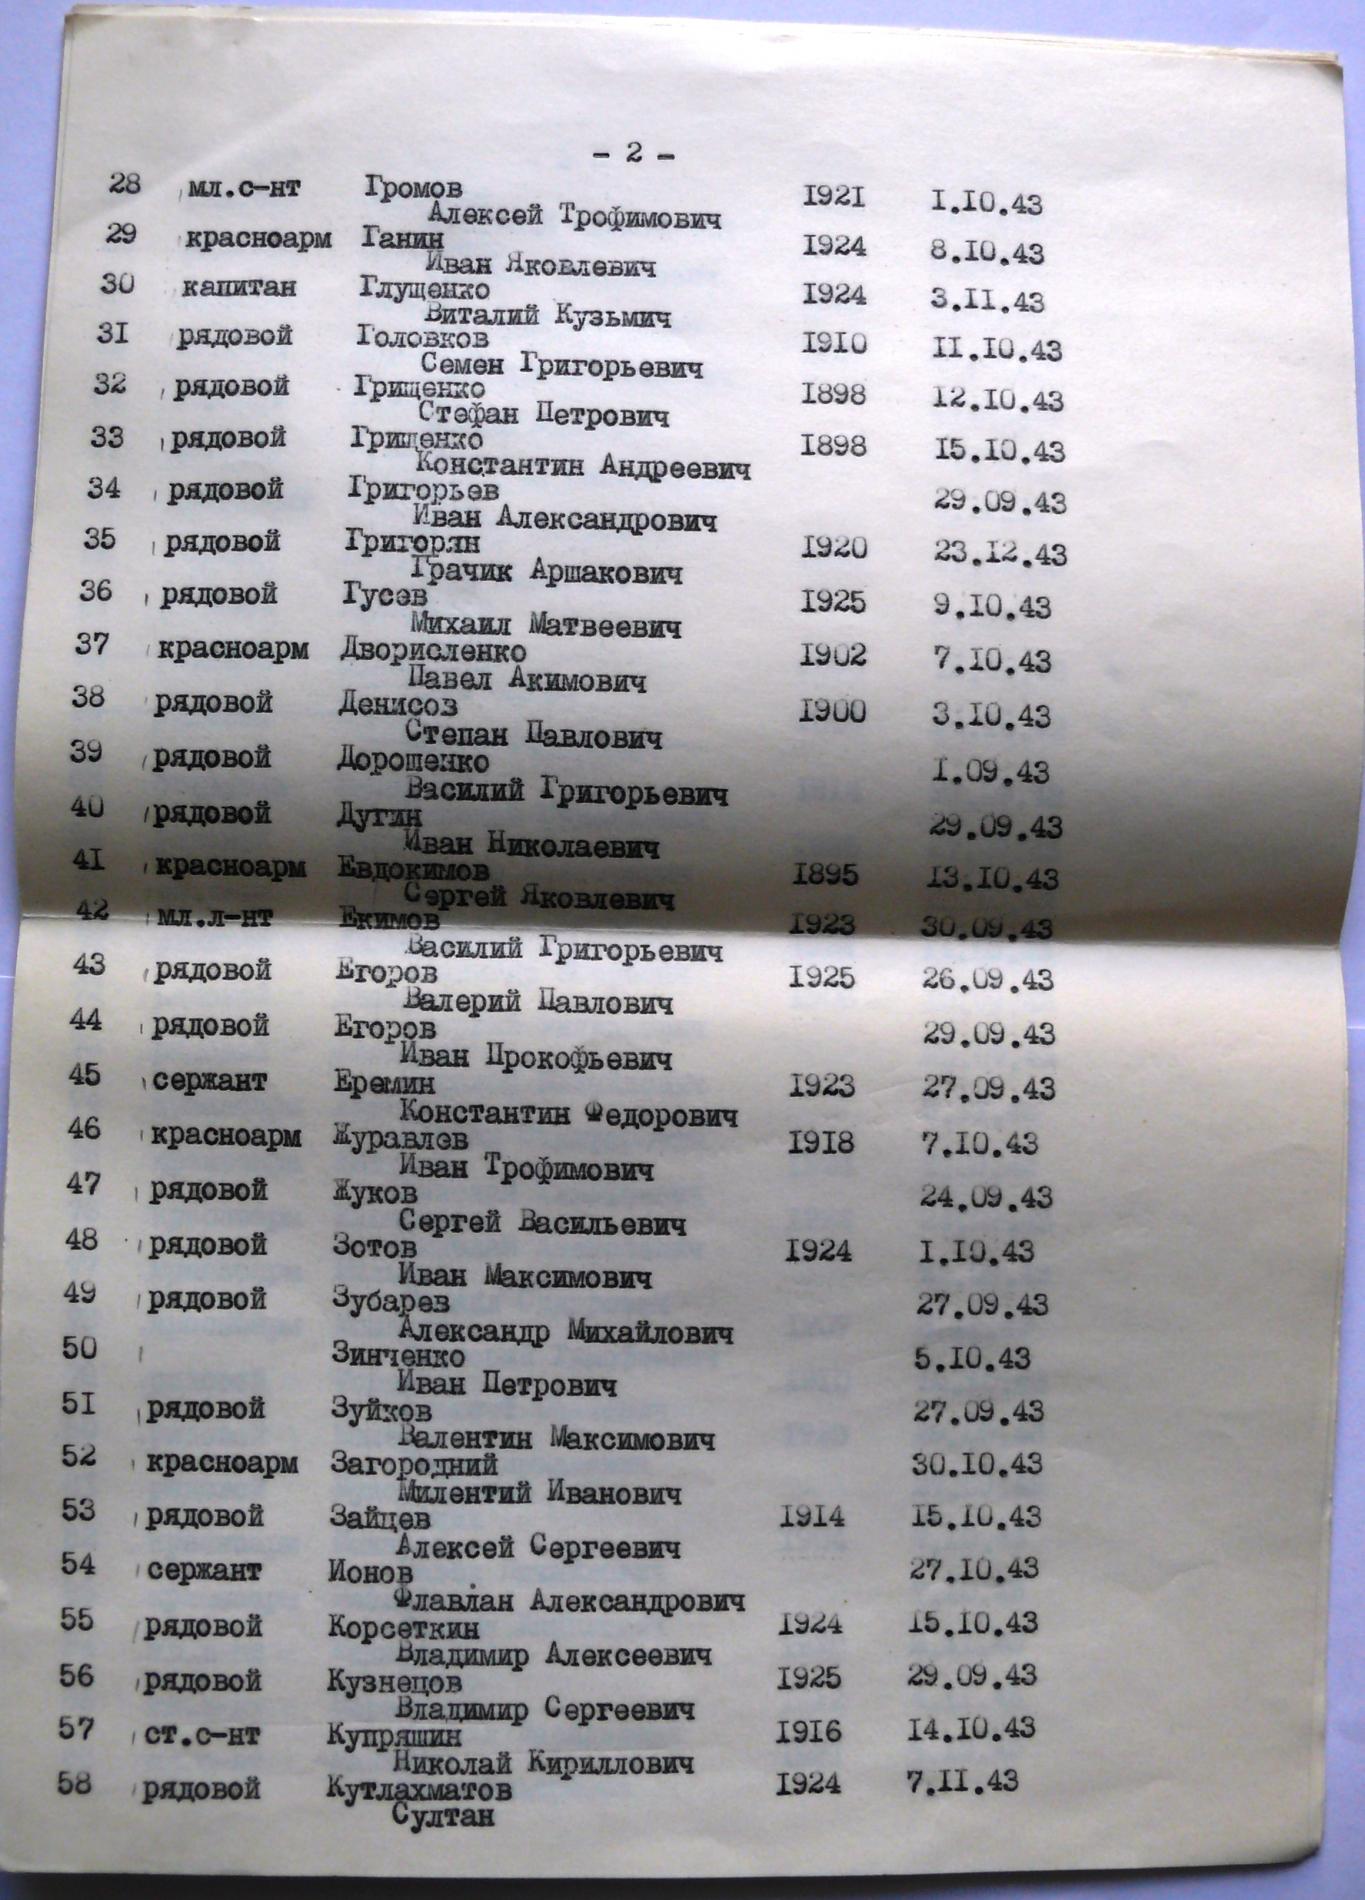 - 2 -
28 мл.с-нт Громов 1921 1.10.43
Алексей Трофимович
29 красноарм Ганин 1924 8.10.43
Иван Яковлевич
30 капитан Глущенко 1924 3.11.43
Виталий Кузьмич
31 рядовой Головков 1910 11.10.43
Семен Григорьевич
32 рядовой Грищенко 1898 12.10.43
Стефан Петрович
33 рядовой Грищенко 1898 15.10.43
Константин Андреевич
34 рядовой Григорьев 29.09.43
Иван Александрович
35 рядовой Григорян 1920 23.12.43
Грачик Аршакович
36 рядовой Гусев 1925 9.10.43
Михаил Матвеевич
37 красноарм Дворисленко 1902 7.10.43
Павел Акимович
38 рядовой Денисов 1900 3.10.43
Степан Павлович
39 рядовой Дорошенко 1.09.43
Василий Григорьевич
40 рядовой Дугин 29.09.43
Иван Николаевич
41 красноарм Евдокимов 1895 13.10.43
Сергей Яковлевич
42 мл.л-нт Екимов 1923 30.09.43
Василий Григорьевич
43 рядовой Егоров 1925 26.09.43
Валерий Павлович
44 рядовой Егоров 29.09.43
Иван Прокофьевич
45 сержант Еремин 1923 27.09.43
Константин Федорович
46 красноарм Журавлев 1918 7.10.43
Иван Трофимович
47 рядовой Жуков 24.09.43
Сергей Васильевич
48 рядовой Зотов 1924 1.10.43
Иван Максимович
49 рядовой Зубарев 27.09.43
Александр Михайлович
50 Зинченко 5.10.43
Иван Петрович
51 рядовой Зуйков 27.09.43
Валентин Максимович
52 красноарм Загородний 30.10.43
Милентий Иванович
53 рядовой Зайцев 1914 15.10.43
Алексей Сергеевич
54 сержант Ионов 27.10.43
Флавлан Александрович
55 рядовой Корсеткин 1924 15.10.43
Владимир Алексеевич
56 рядовой Кузнецов 1925 29.09.43
Владимир Сергеевич
57 ст.с-нт Купряшин 1916 14.10.43
Николай Кириллович
58 рядовой Кутлахматов 1924 7.11.43
Султан